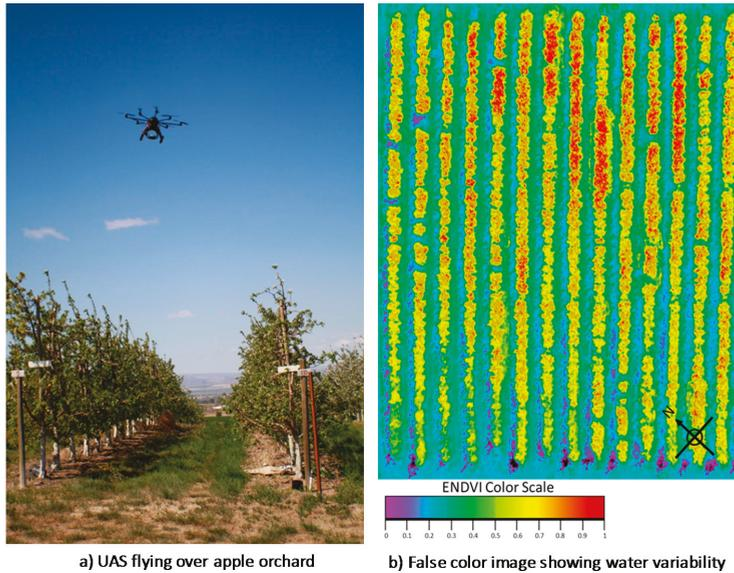 N
ENDVI Color Scale
0 0.1 0.2 0.3 0.4 0.5 0.6 0.7 0.8 0.9 1
a) UAS flying over apple orchard
b) False color image showing water variability